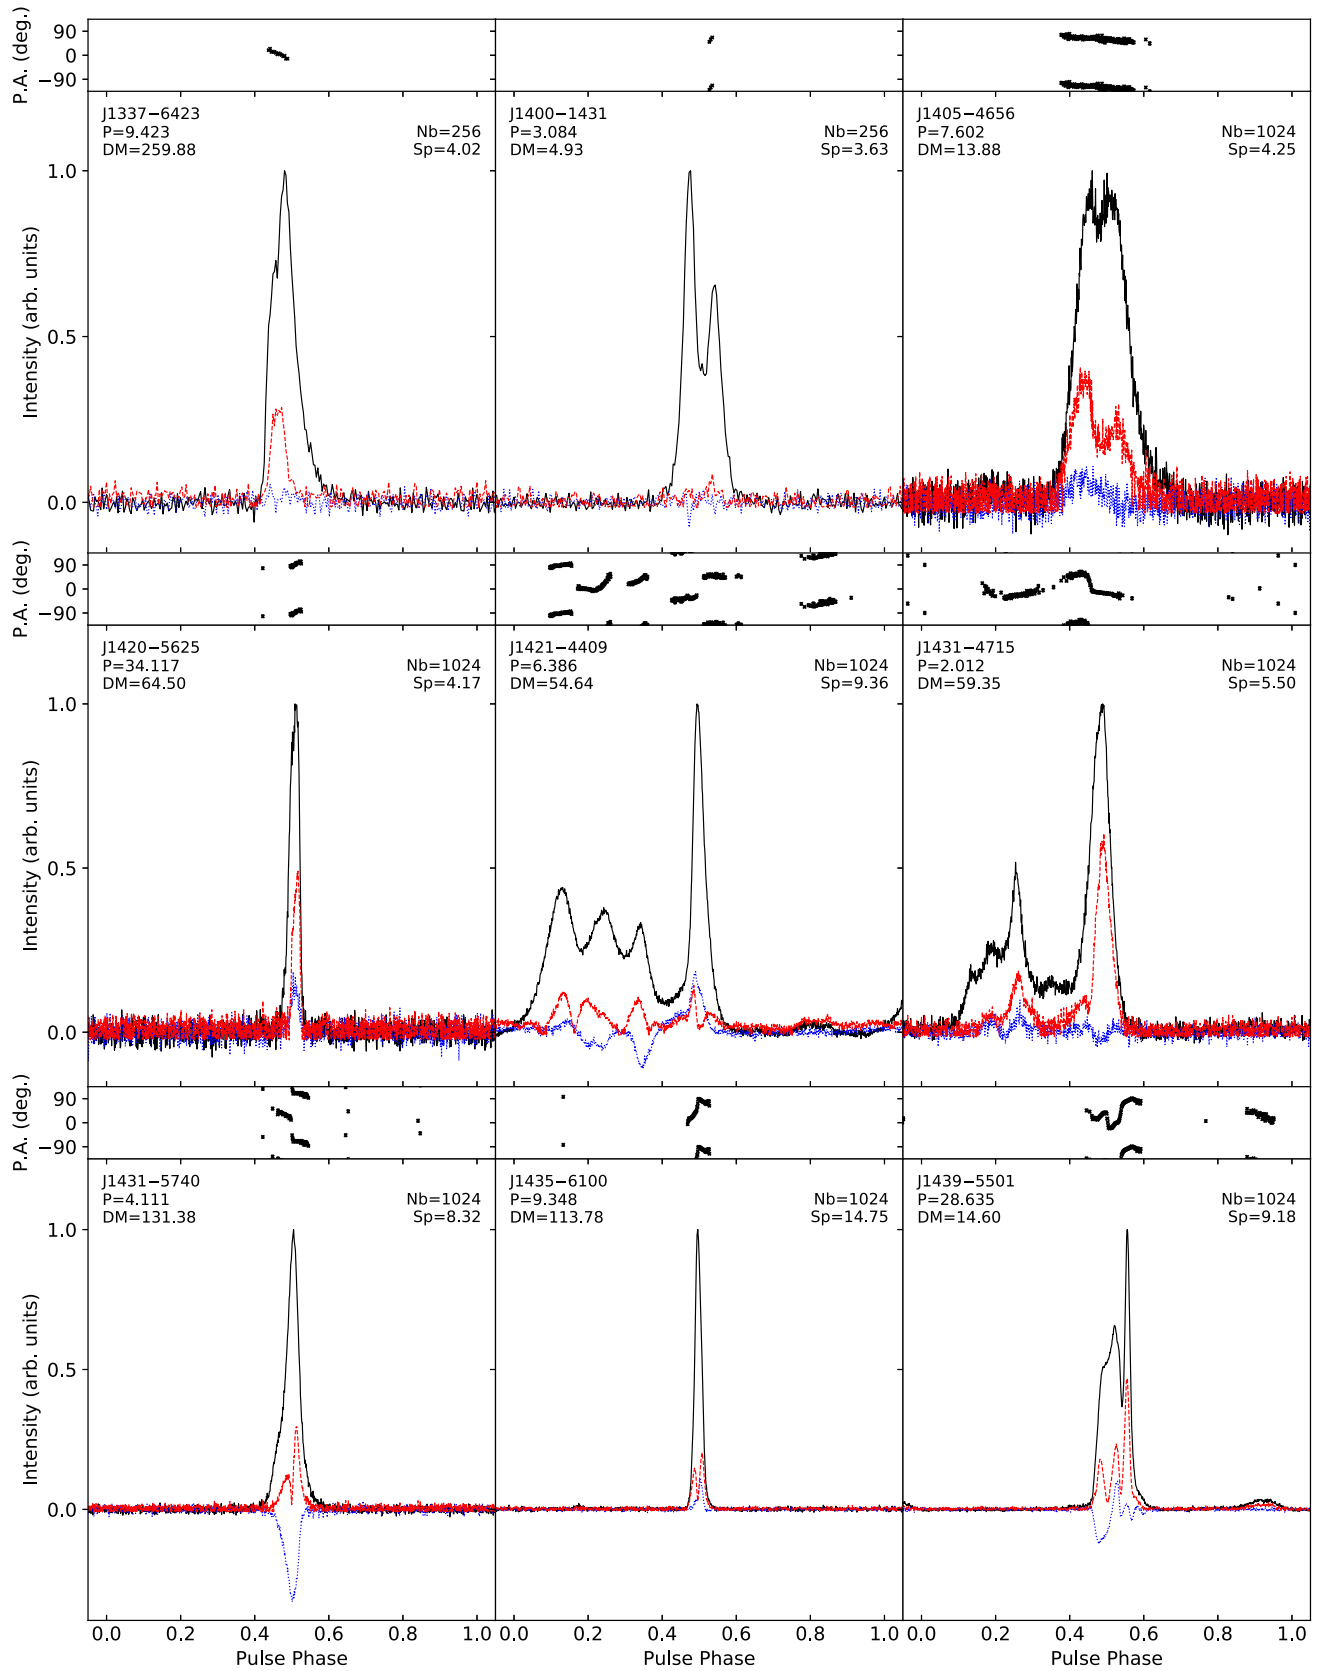 P.A. (deg.)
90
0
−90
J1337−6423
P=9.423
Nb=256
DM=259.88
Sp=4.02
J1400−1431
P=3.084
Nb=256
DM=4.93
Sp=3.63
J1405−4656
P=7.602
Nb=1024
DM=13.88
Sp=4.25
Intensity (arb. units)
1.0
0.5
0.0
P.A. (deg.)
90
0
−90
J1420−5625
P=34.117
Nb=1024
DM=64.50
Sp=4.17
J1421−4409
P=6.386
Nb=1024
DM=54.64
Sp=9.36
J1431−4715
P=2.012
Nb=1024
DM=59.35
Sp=5.50
Intensity (arb. units)
1.0
0.5
0.0
P.A. (deg.)
90
0
−90
J1431−5740
P=4.111
Nb=1024
DM=131.38
Sp=8.32
J1435−6100
P=9.348
Nb=1024
DM=113.78
Sp=14.75
J1439−5501
P=28.635
Nb=1024
DM=14.60
Sp=9.18
Intensity (arb. units)
1.0
0.5
0.0
0.0 0.2 0.4 0.6 0.8 1.0
0.0 0.2 0.4 0.6 0.8 1.0
0.0 0.2 0.4 0.6 0.8 1.0
Pulse Phase
Pulse Phase
Pulse Phase